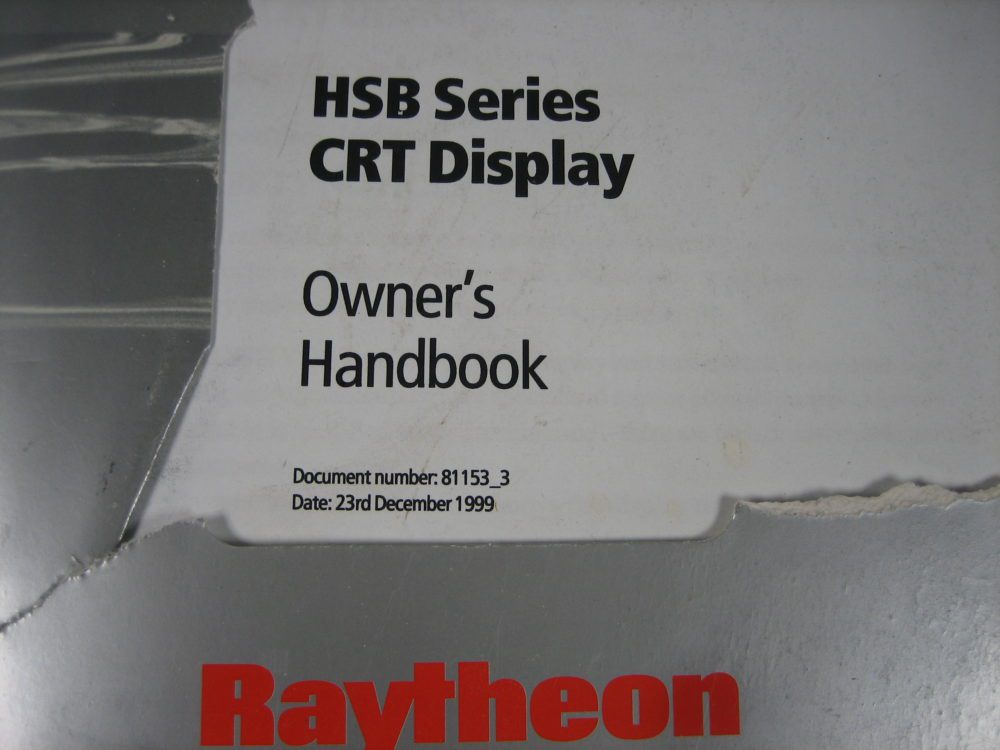 HSB Series
CRT Display
Owner's
Handbook
Document number: 81153_3
Date: 23rd December 1999
Raytheon